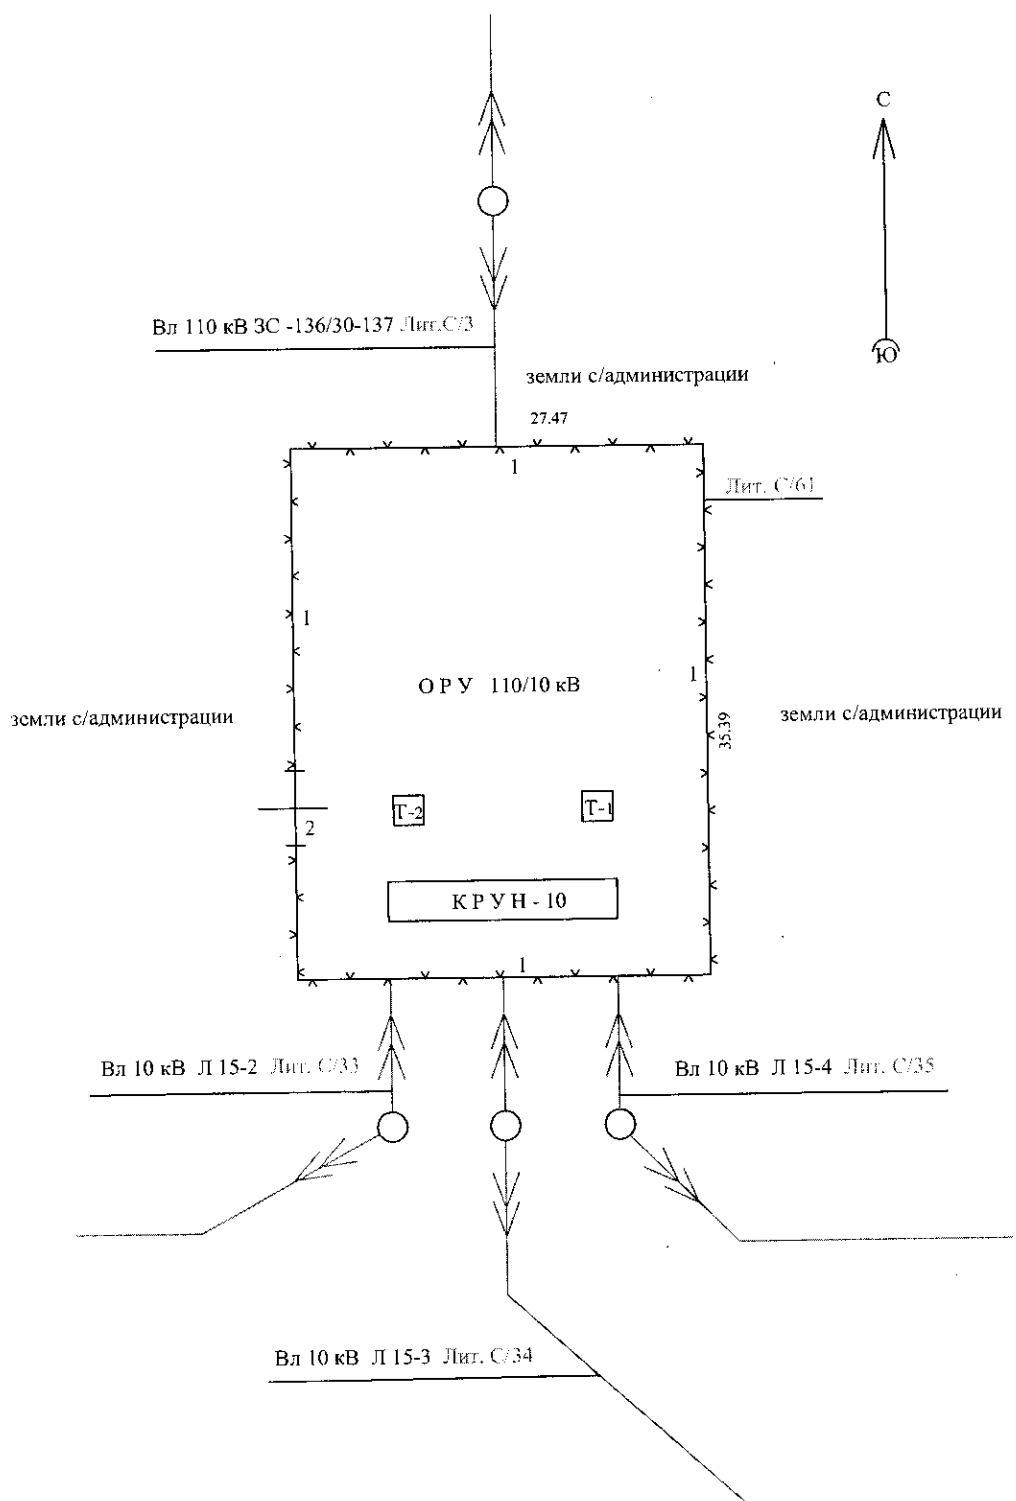 С
Вл 110 кВ ЗС -136/30-137 Лит.С/3
Ю
земли с/администрации
27.47
1
Лит. С/61
1
О Р У 110/10 кВ
1
земли с/администрации
35.39
земли с/администрации
Т-2
Т-1
2
К Р У Н - 10
1
Вл 10 кВ Л 15-2 Лит. С/33
Вл 10 кВ Л 15-4 Лит. С/35
Вл 10 кВ Л 15-3 Лит. С/34